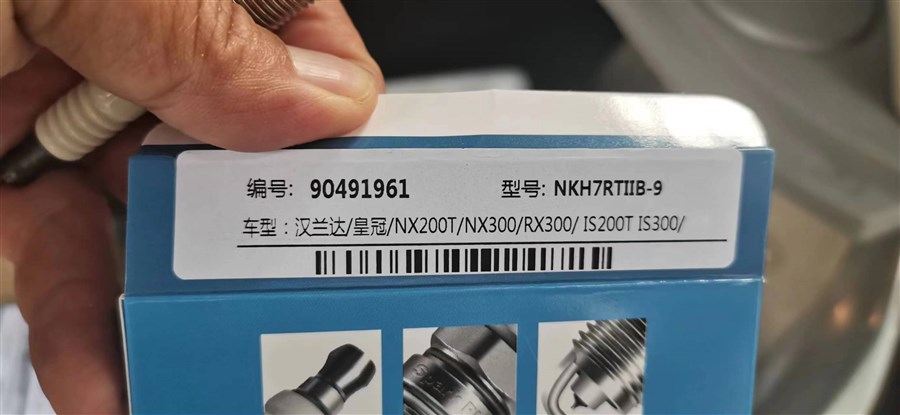 编号: 90491961 型号: NKH7RTIIB-9
车型：汉兰达/皇冠/NX200T/NX300/RX300/ IS200T IS300/
Spark